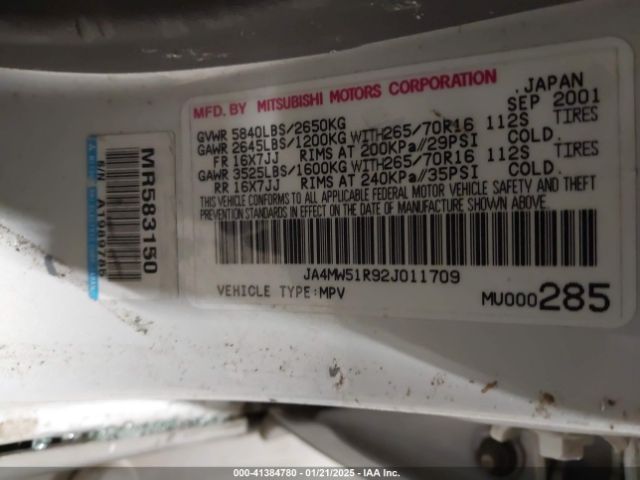 MFD. BY MITSUBISHI MOTORS CORPORATION
JAPAN
SEP 2001
GVWR 5840LBS/2650KG
GAWR 2645LBS/1200KG WITH265/70R16 112S TIRES
FR 16X7JJ RIMS AT 200KPa//29PSI COLD.
GAWR 3525LBS/1600KG WITH265/70R16 112S TIRES
RR 16X7JJ RIMS AT 240KPa//35PSI COLD.
THIS VEHICLE CONFORMS TO ALL APPLICABLE FEDERAL MOTOR VEHICLE SAFETY AND THEFT
PREVENTION STANDARDS IN EFFECT ON THE DATE OF MANUFACTURE SHOWN ABOVE.
JA4MW51R92J011709
VEHICLE TYPE:MPV
MU000285
MR583150
000-41384780 - 01/21/2025 - IAA Inc.